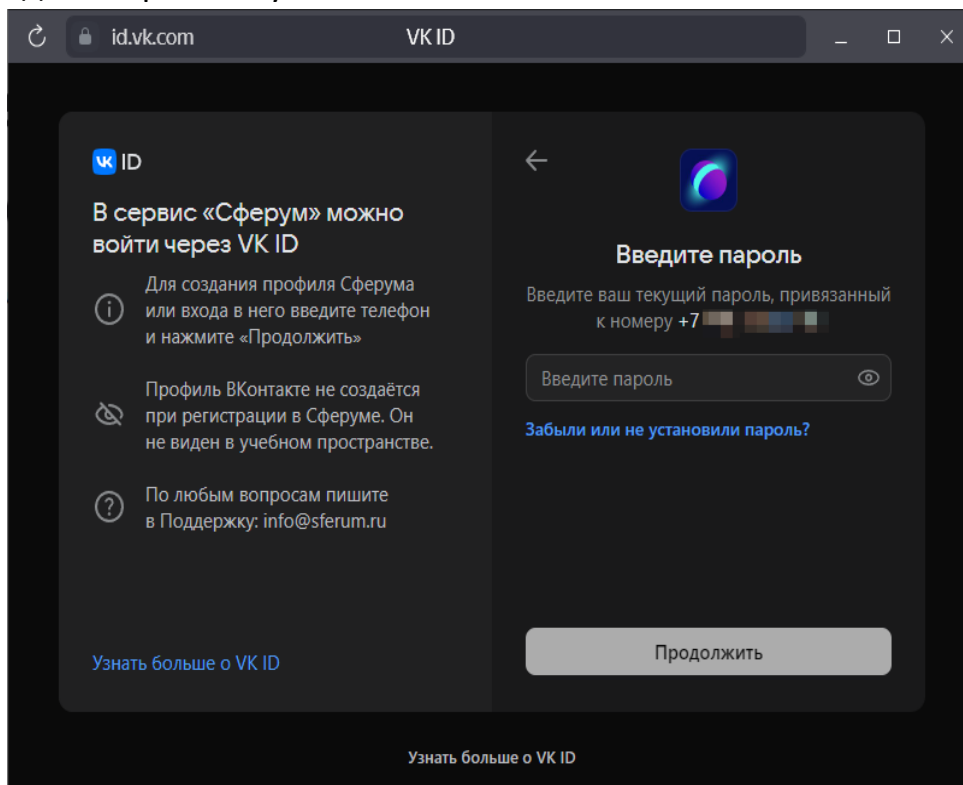 id.vk.com
VK ID
VK ID
В сервис «Сферум» можно
войти через VK ID
Для создания профиля Сферума
или входа в него введите телефон
и нажмите «Продолжить»
Профиль ВКонтакте не создаётся
при регистрации в Сферуме. Он
не виден в учебном пространстве.
По любым вопросам пишите
в Поддержку: info@sferum.ru
Узнать больше о VK ID
Введите пароль
Введите ваш текущий пароль, привязанный
к номеру +7
Введите пароль
Забыли или не установили пароль?
Продолжить
Узнать больше о VK ID